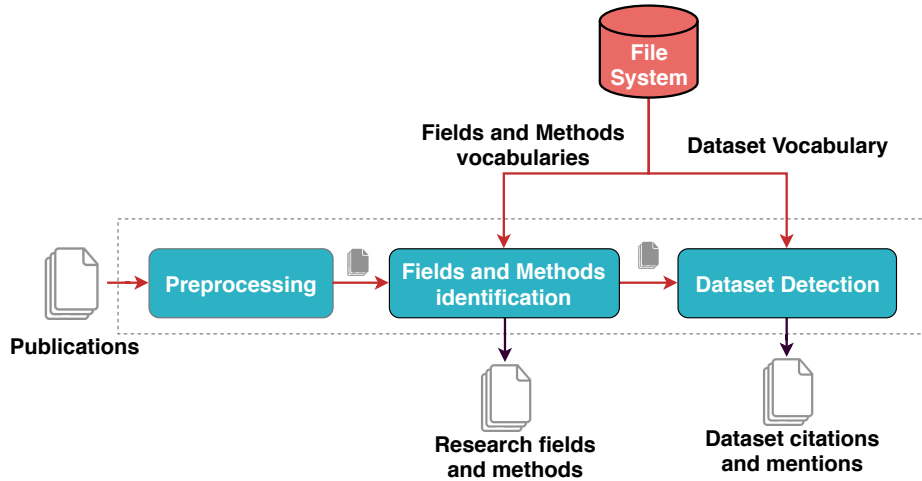 File
System
Fields and Methods
vocabularies
Dataset Vocabulary
Preprocessing
Fields and Methods
identification
Dataset Detection
Publications
Research fields
and methods
Dataset citations
and mentions